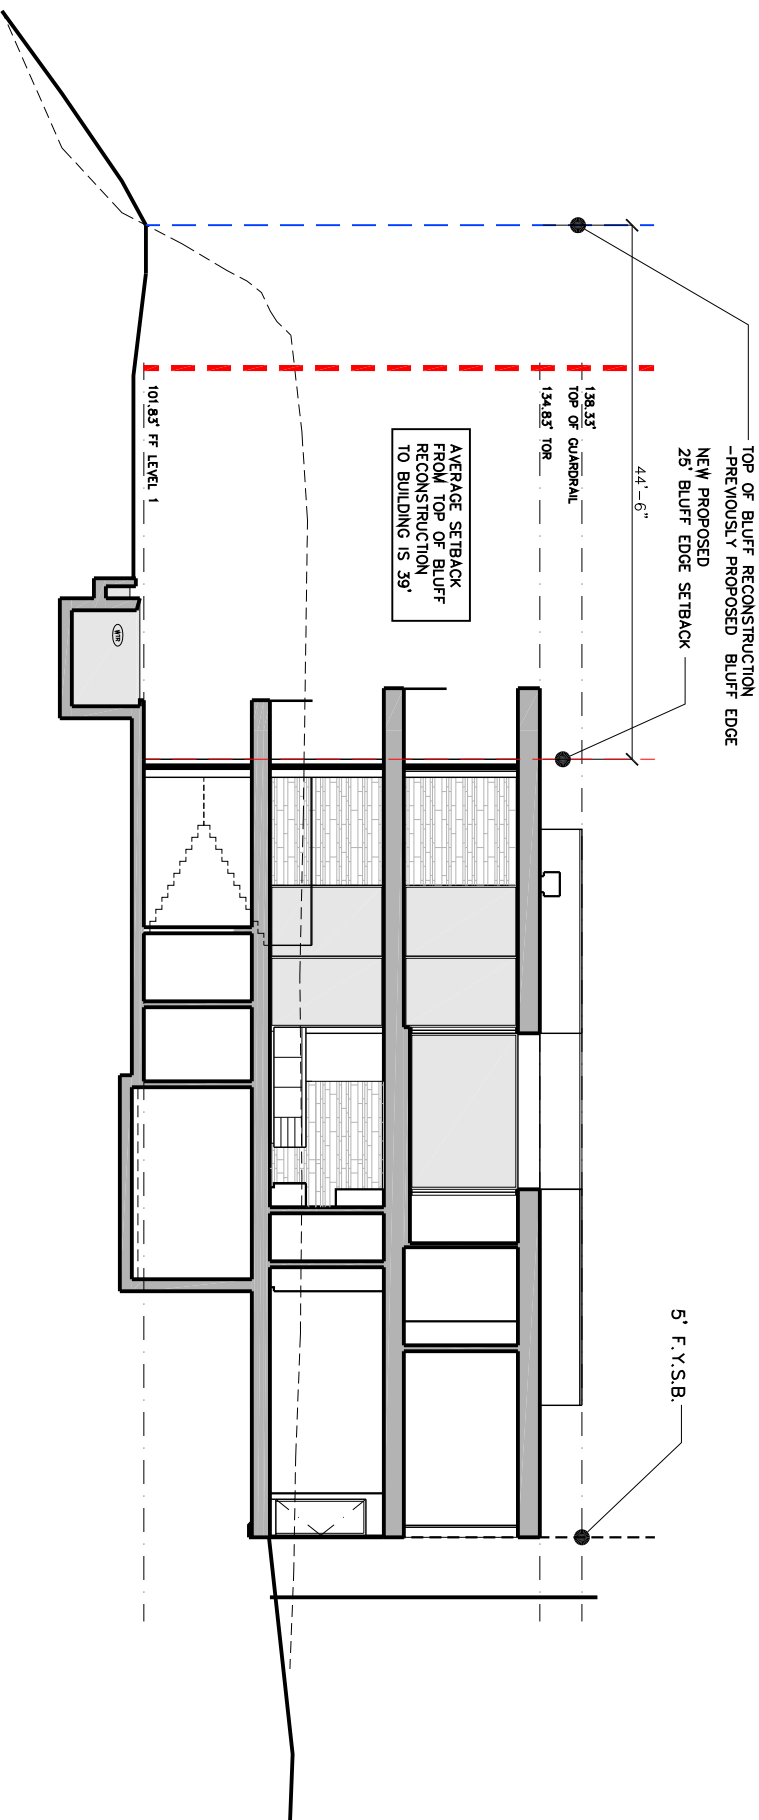 TOP OF BLUFF RECONSTRUCTION
-PREVIOUSLY PROPOSED BLUFF EDGE
NEW PROPOSED
25' BLUFF EDGE SETBACK
44'-6"
138.33'
TOP OF GUARDRAIL
134.83' TOR
AVERAGE SETBACK
FROM TOP OF BLUFF
RECONSTRUCTION
TO BUILDING IS 39'
101.83' FF LEVEL 1
WTR
5' F.Y.S.B.